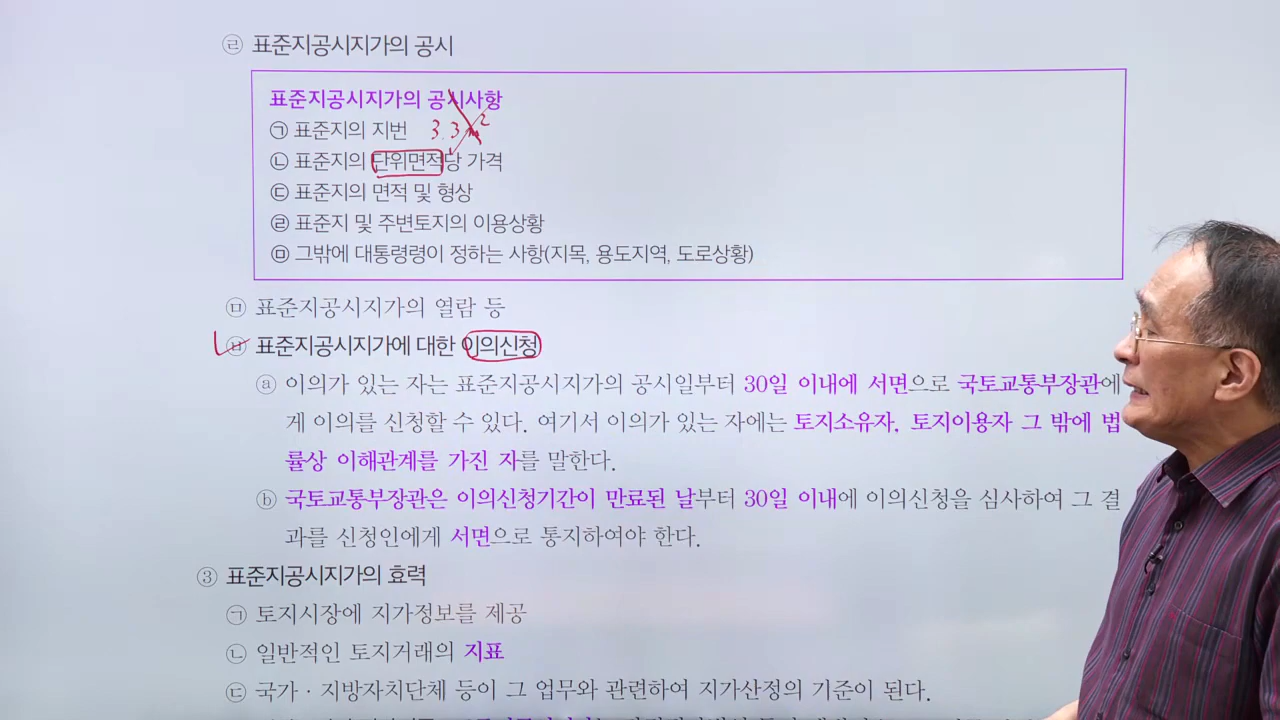 ㉣ 표준지공시지가의 공시
표준지공시지가의 공시사항
㉠ 표준지의 지번 3.3㎡
㉡ 표준지의 단위면적당 가격
㉢ 표준지의 면적 및 형상
㉣ 표준지 및 주변토지의 이용상황
㉤ 그밖에 대통령령이 정하는 사항(지목, 용도지역, 도로상황)
㉤ 표준지공시지가의 열람 등
㉥ 표준지공시지가에 대한 이의신청
ⓐ 이의가 있는 자는 표준지공시지가의 공시일부터 30일 이내에 서면으로 국토교통부장관에
게 이의를 신청할 수 있다. 여기서 이의가 있는 자에는 토지소유자, 토지이용자 그 밖에 법
률상 이해관계를 가진 자를 말한다.
ⓑ 국토교통부장관은 이의신청기간이 만료된 날부터 30일 이내에 이의신청을 심사하여 그 결
과를 신청인에게 서면으로 통지하여야 한다.
③ 표준지공시지가의 효력
㉠ 토지시장에 지가정보를 제공
㉡ 일반적인 토지거래의 지표
㉢ 국가·지방자치단체 등이 그 업무와 관련하여 지가산정의 기준이 된다.